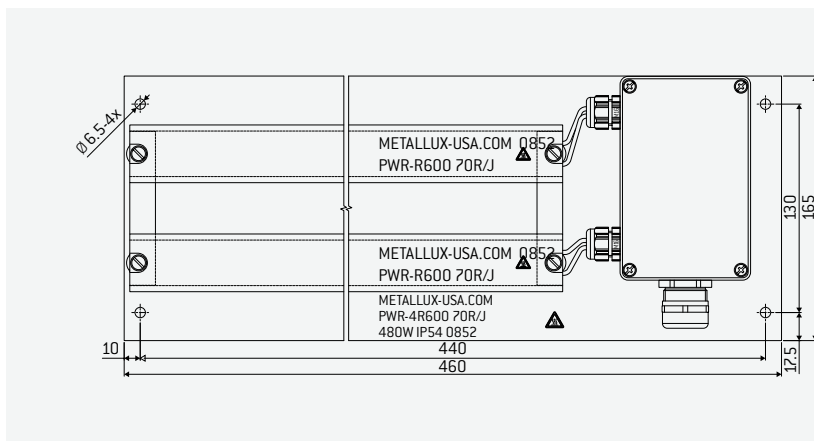 Ø 6.5-4x
METALLUX-USA.COM 0852
PWR-R600 70R/J
METALLUX-USA.COM 0852
PWR-R600 70R/J
METALLUX-USA.COM
PWR-4R600 70R/J
480W IP54 0852
130
165
17.5
10
440
460